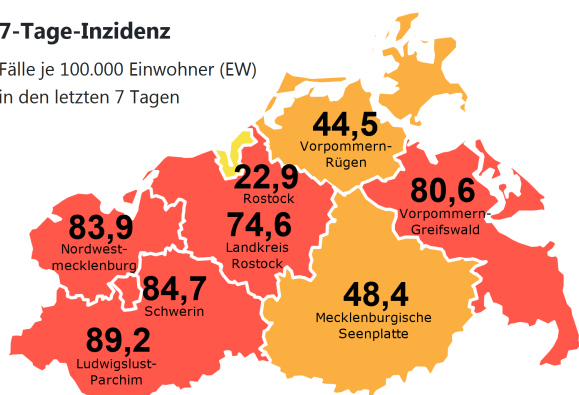 7-Tage-Inzidenz
Fälle je 100.000 Einwohner (EW)
in den letzten 7 Tagen
44,5
Vorpommern-
Rügen
22,9
Rostock
80,6
Vorpommern-
Greifswald
83,9
Nordwest-
mecklenburg
74,6
Landkreis
Rostock
84,7
Schwerin
48,4
Mecklenburgische
Seenplatte
89,2
Ludwigslust-
Parchim